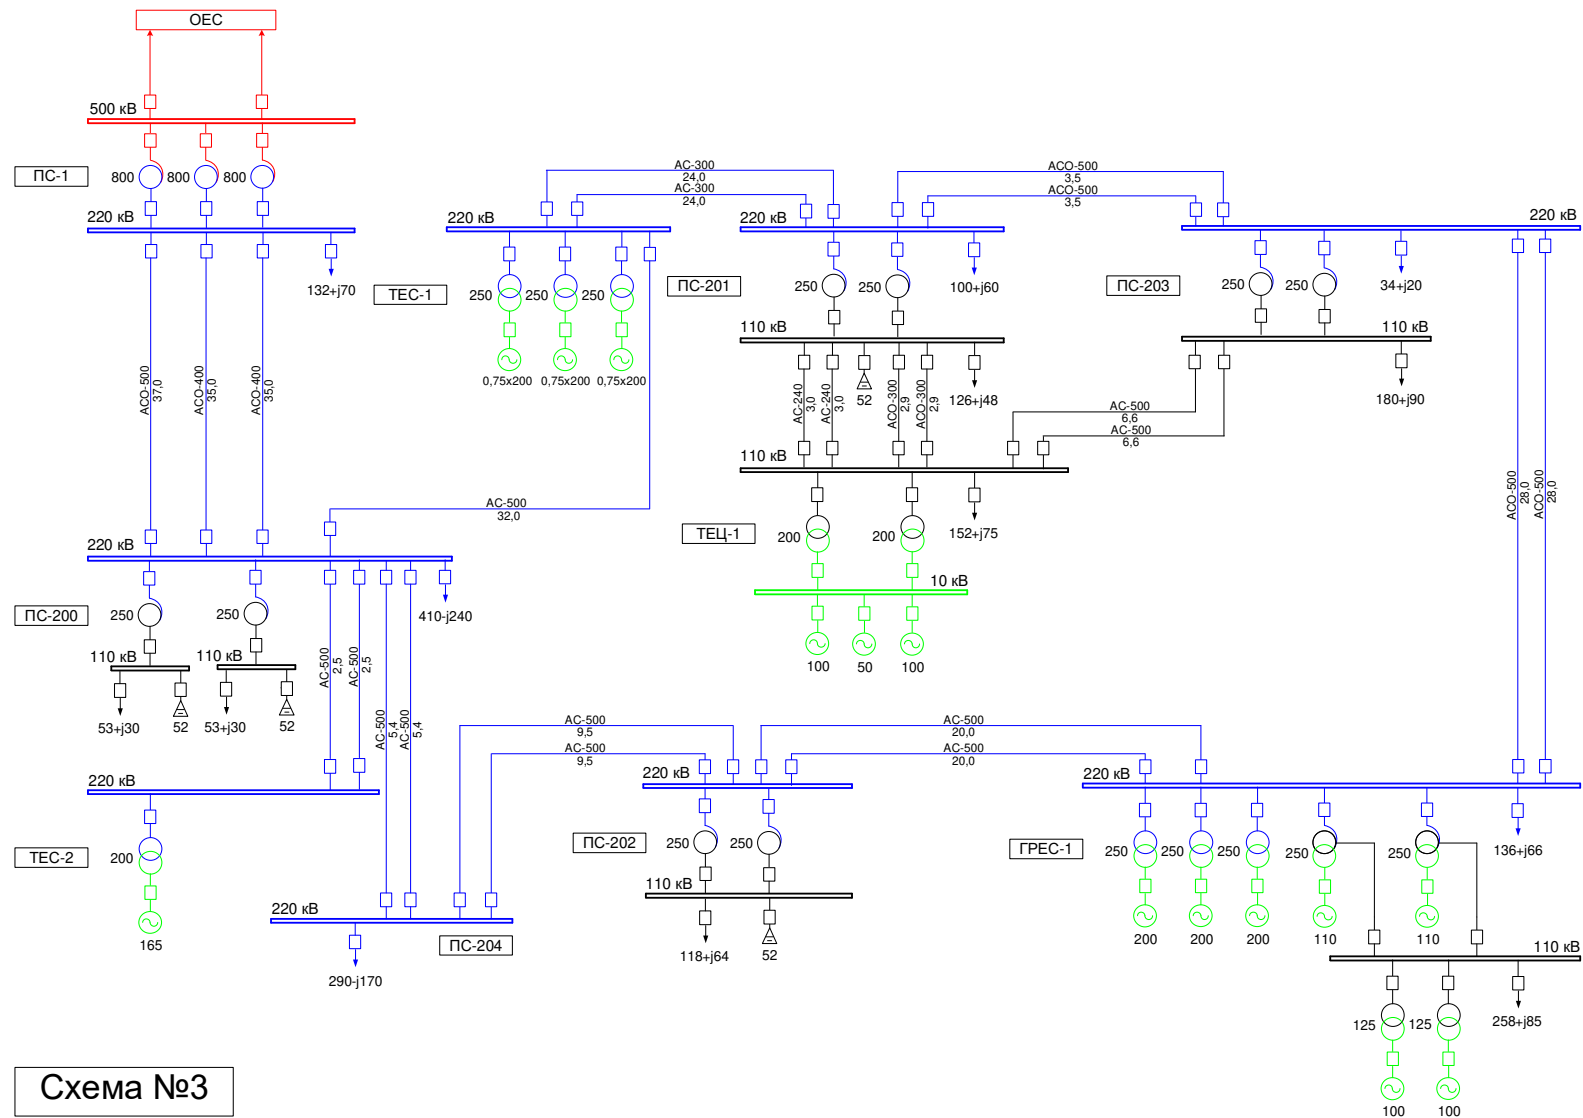 ОЕС
500 кВ
ПС-1
800
800
800
220 кВ
132+j70
АСО-500
37,0
АСО-400
35,0
АСО-400
35,0
220 кВ
ПС-200
250
250
410-j240
110 кВ
110 кВ
53+j30
52
53+j30
52
АС-500
2,5
АС-500
2,5
АС-500
5,4
АС-500
5,4
220 кВ
ТЕС-2
200
165
220 кВ
ПС-204
290-j170
АС-300
24,0
АС-300
24,0
220 кВ
ТЕС-1
250
250
250
0,75x200
0,75x200
0,75x200
АС-500
32,0
220 кВ
ПС-201
250
250
100+j60
110 кВ
АС-240
3,0
АС-240
3,0
52
АСО-300
2,9
АСО-300
2,9
126+j48
110 кВ
ТЕЦ-1
200
200
152+j75
10 кВ
100
50
100
АСО-500
3,5
АСО-500
3,5
220 кВ
ПС-203
250
250
34+j20
110 кВ
180+j90
АС-500
6,6
АС-500
6,6
АСО-500
28,0
АСО-500
28,0
АС-500
9,5
АС-500
9,5
АС-500
20,0
АС-500
20,0
220 кВ
ПС-202
250
250
110 кВ
118+j64
52
220 кВ
ГРЕС-1
250
250
250
250
250
136+j66
200
200
200
110
110
110 кВ
125
125
258+j85
100
100
Схема №3